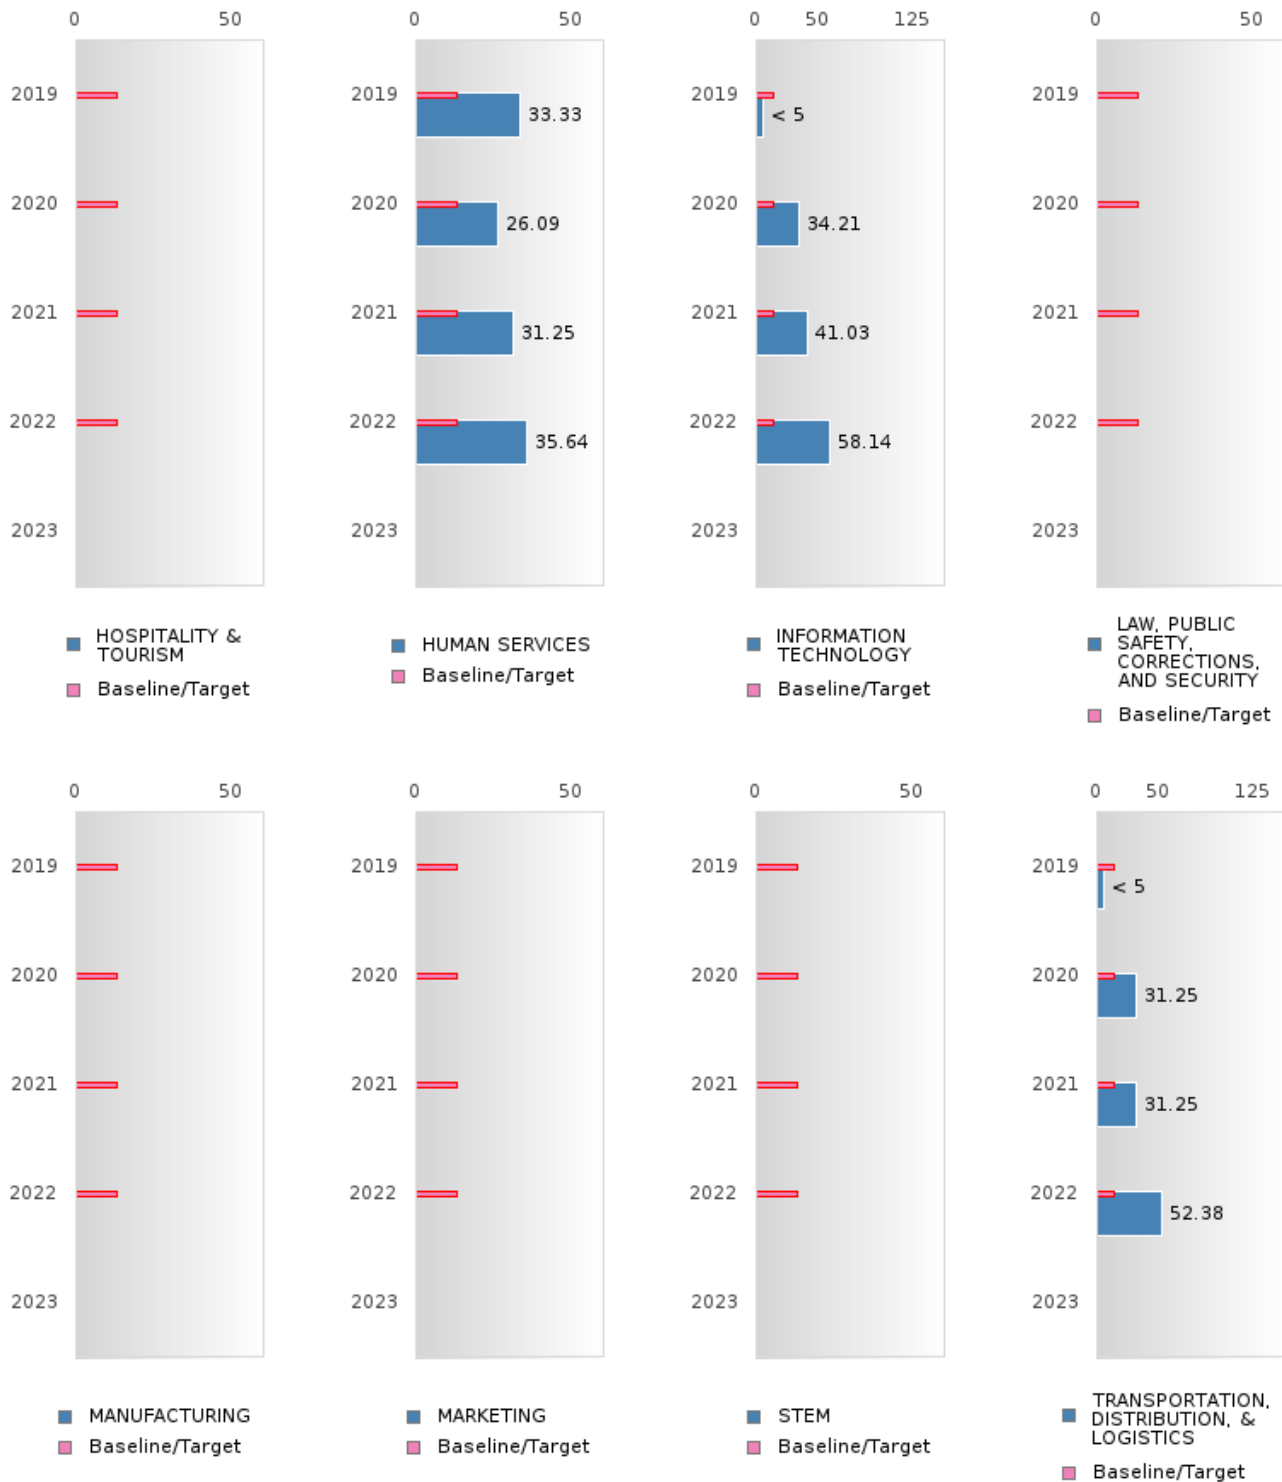 0 50
0 50
0 50 125
0 50
2019
2019
33.33
2019
< 5
2019
2020
2020
26.09
2020
34.21
2020
2021
2021
31.25
2021
41.03
2021
2022
2022
35.64
2022
58.14
2022
2023
2023
2023
2023
HOSPITALITY &
TOURISM
Baseline/Target
HUMAN SERVICES
Baseline/Target
INFORMATION
TECHNOLOGY
Baseline/Target
LAW, PUBLIC
SAFETY,
CORRECTIONS,
AND SECURITY
Baseline/Target
0 50
0 50
0 50
0 50 125
2019
2019
2019
2019
< 5
2020
2020
2020
2020
31.25
2021
2021
2021
2021
31.25
2022
2022
2022
2022
52.38
2023
2023
2023
2023
MANUFACTURING
Baseline/Target
MARKETING
Baseline/Target
STEM
Baseline/Target
TRANSPORTATION,
DISTRIBUTION, &
LOGISTICS
Baseline/Target